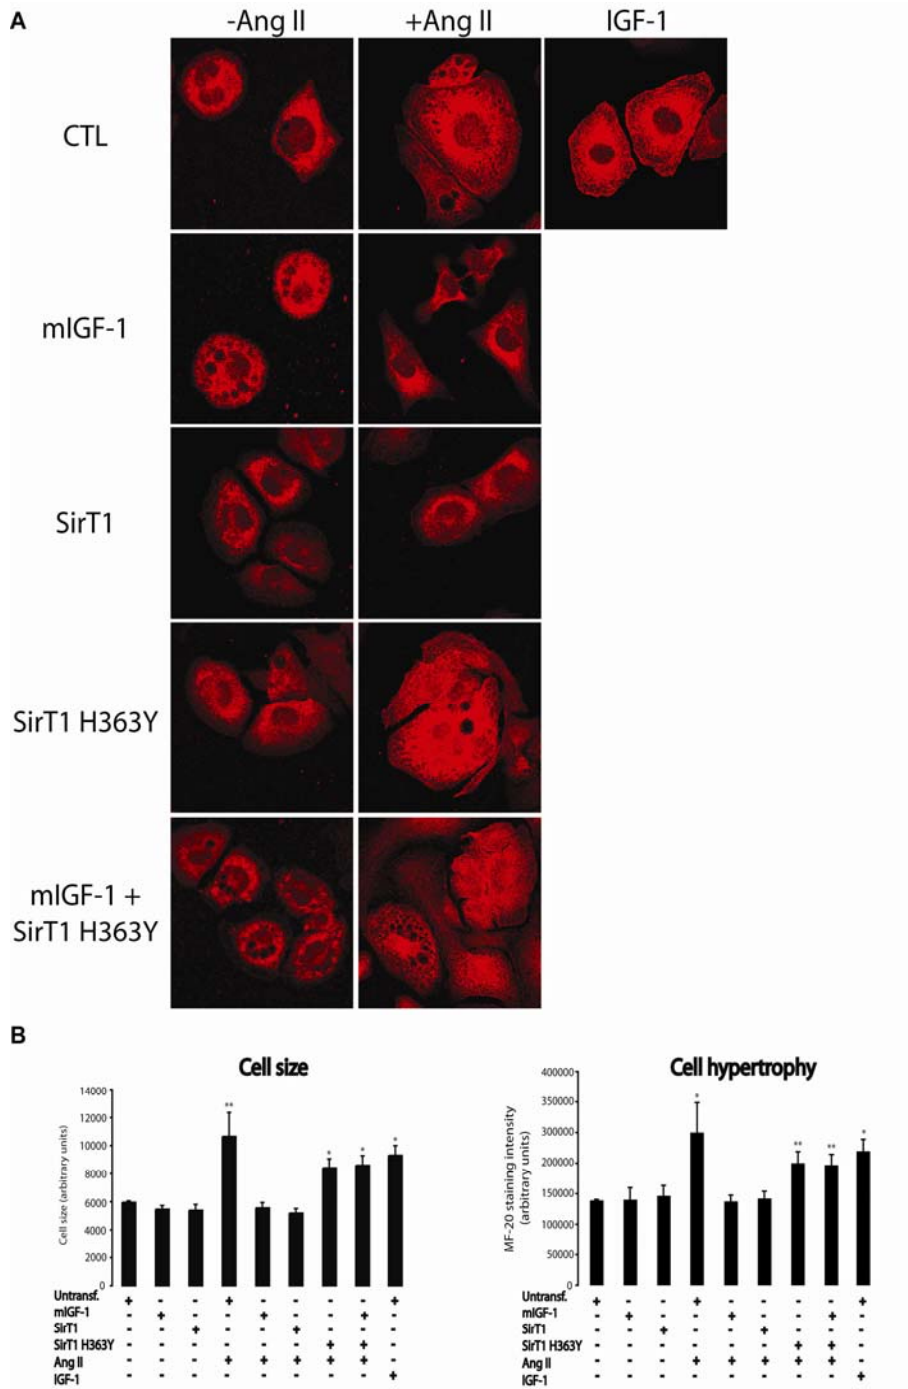 A
-Ang II +Ang II IGF-1
CTL
mIGF-1
SirT1
SirT1 H363Y
mIGF-1 +
SirT1 H363Y
B
Cell size
Cell size (arbitrary units)
14000
12000
10000
8000
6000
4000
2000
0
** * * *
Untransf. + - - + - - - - +
mIGF-1 - + - - + - - + -
SirT1 - - + - - + - - -
SirT1 H363Y - - - - - - + + -
Ang II - - - + + + + + -
IGF-1 - - - - - - - - +
Cell hypertrophy
MF-20 staining intensity
(arbitrary units)
400000
350000
300000
250000
200000
150000
100000
50000
0
* ** ** *
Untransf. + - - + - - - - +
mIGF-1 - + - - + - - + -
SirT1 - - + - - + - - -
SirT1 H363Y - - - - - - + + -
Ang II - - - + + + + + -
IGF-1 - - - - - - - - +